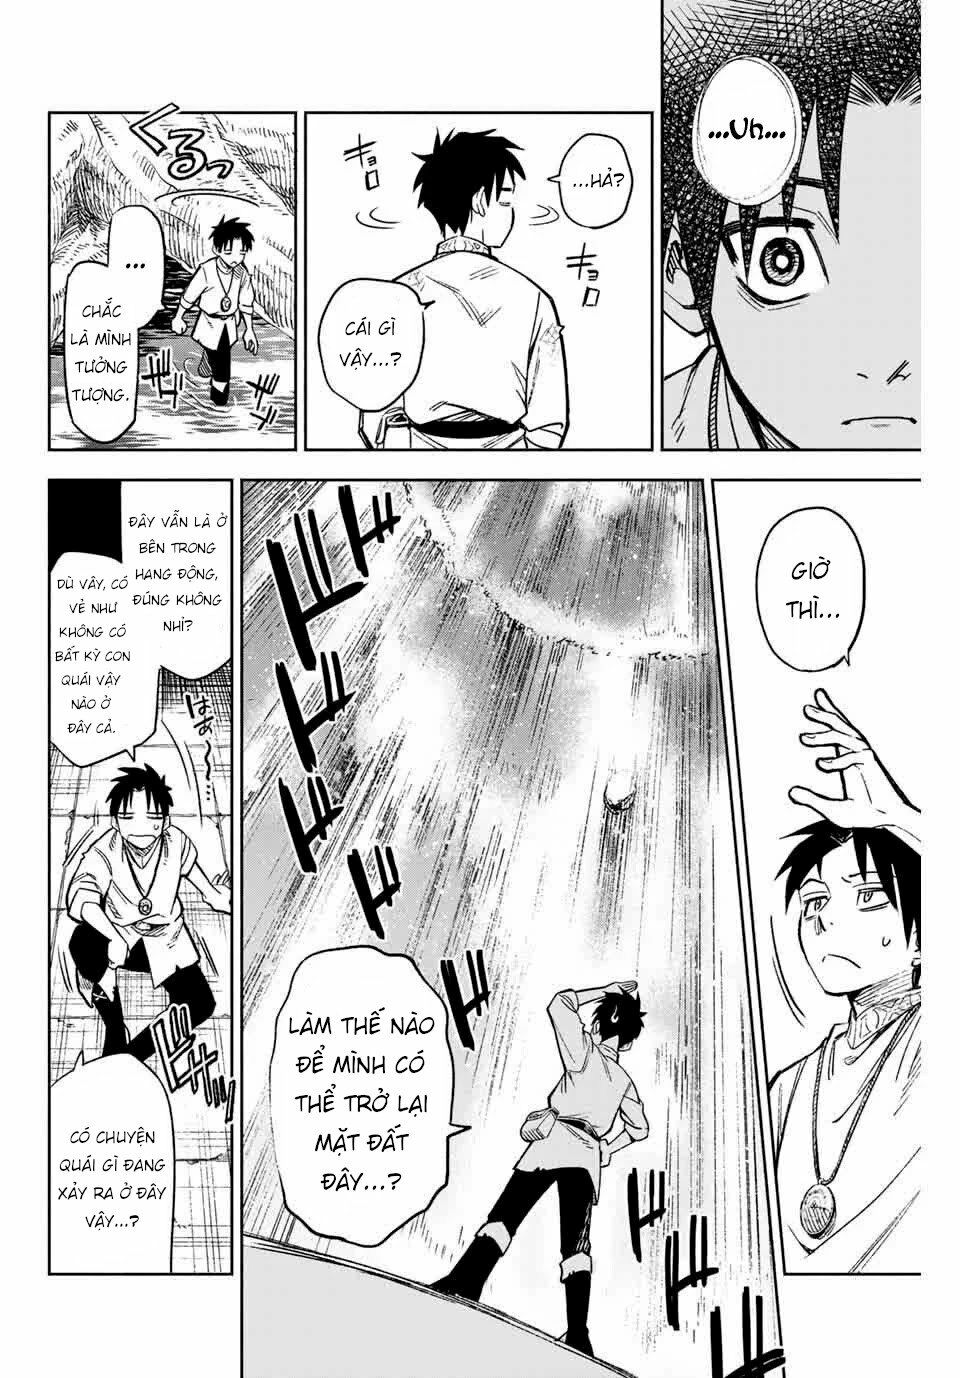 ...Uh...
...HẢ?
CÁI GÌ
VẬY...?
キョロ
キョロ
くるっ
...
CHẮC
LÀ MÌNH
TƯỞNG
TƯỢNG.
GIỜ
THÌ...
LÀM THẾ NÀO
ĐỂ MÌNH CÓ
THỂ TRỞ LẠI
MẶT ĐẤT
ĐÂY...?
ĐÂY VẪN LÀ Ở
BÊN TRONG
HANG ĐỘNG,
ĐÚNG KHÔNG
NHỈ?
DÙ VẬY, CÓ
VẺ NHƯ
KHÔNG CÓ
BẤT KỲ CON
QUÁI VẬY
NÀO Ở
ĐÂY CẢ.
はぁ〜…
CÓ CHUYỆN
QUÁI GÌ ĐANG
XẢY RA Ở ĐÂY
VẬY...?